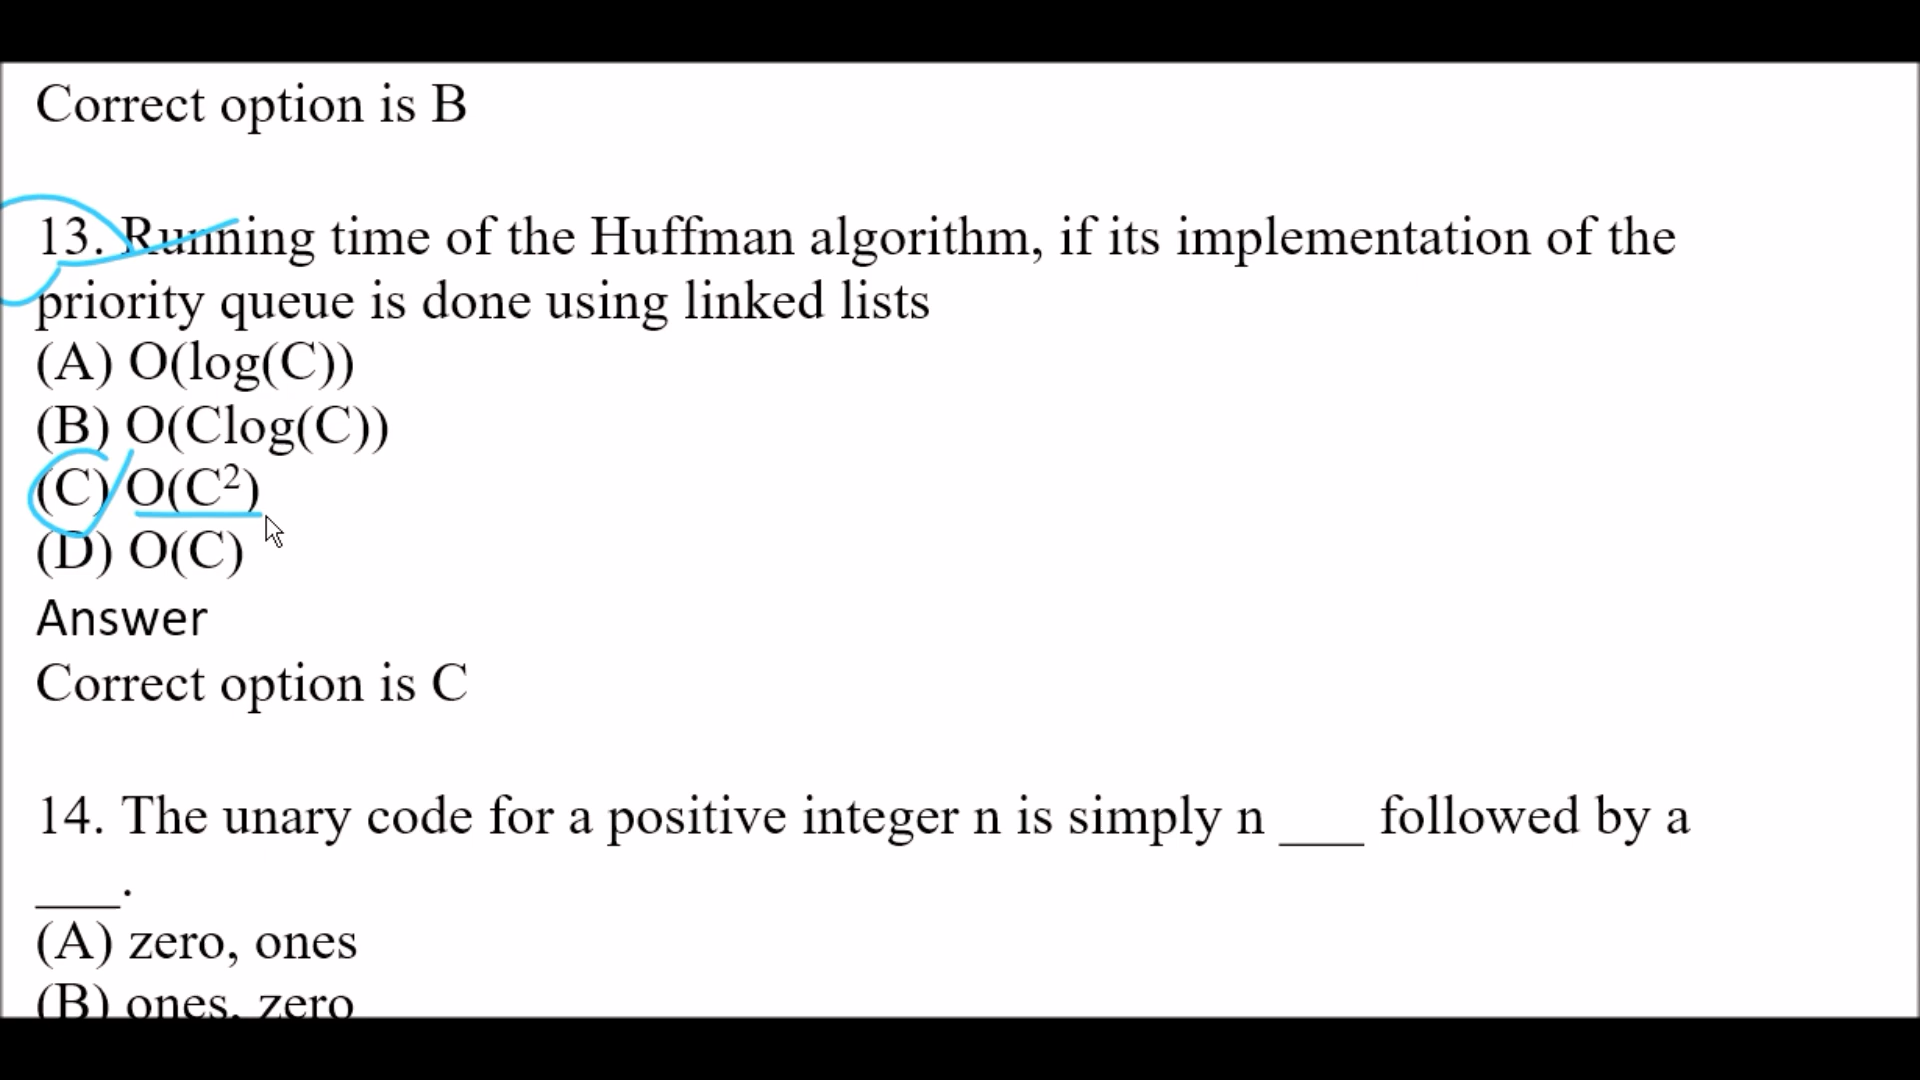 Correct option is B
13. Running time of the Huffman algorithm, if its implementation of the
priority queue is done using linked lists
(A) O(log(C))
(B) O(Clog(C))
(C) O(C²)
(D) O(C)
Answer
Correct option is C
14. The unary code for a positive integer n is simply n ___ followed by a
___.
(A) zero, ones
(B) ones, zero